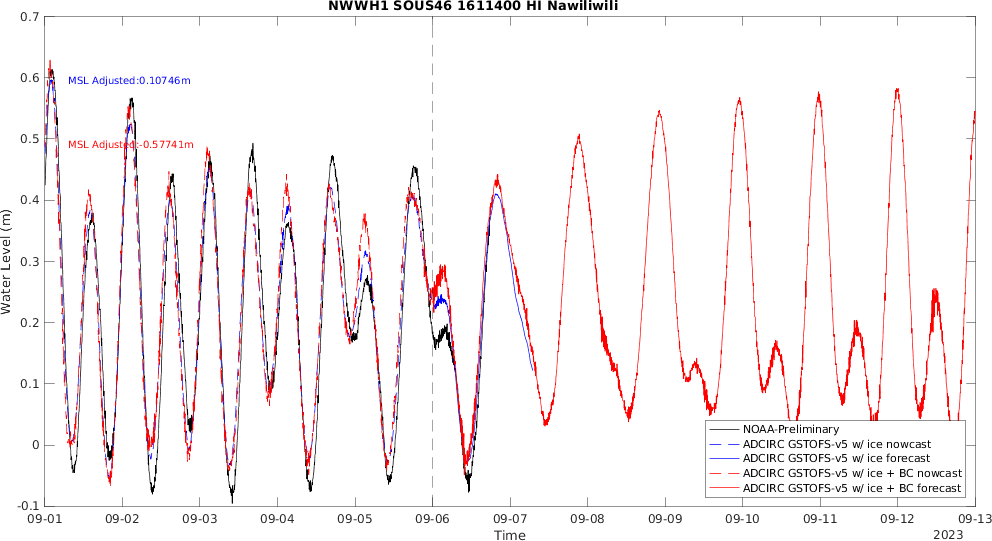 NWWH1 SOUS46 1611400 HI Nawiliwili
0.7
0.6
0.5
0.4
0.3
0.2
0.1
0
-0.1
Water Level (m)
MSL Adjusted:0.10746m
MSL Adjusted:-0.57741m
NOAA-Preliminary
ADCIRC GSTOFS-v5 w/ ice nowcast
ADCIRC GSTOFS-v5 w/ ice forecast
ADCIRC GSTOFS-v5 w/ ice + BC nowcast
ADCIRC GSTOFS-v5 w/ ice + BC forecast
09-01 09-02 09-03 09-04 09-05 09-06 09-07 09-08 09-09 09-10 09-11 09-12 09-13
Time
2023